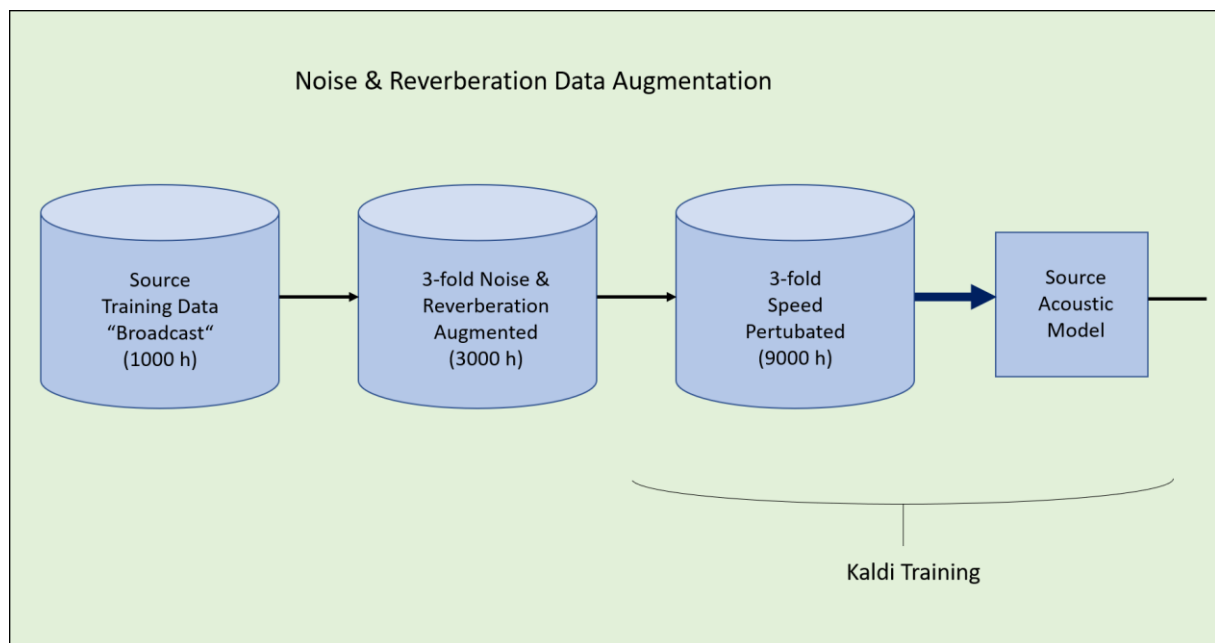 Noise & Reverberation Data Augmentation
Source
Training Data
“Broadcast“
(1000 h)
3-fold Noise &
Reverberation
Augmented
(3000 h)
3-fold
Speed
Pertubated
(9000 h)
Source
Acoustic
Model
Kaldi Training